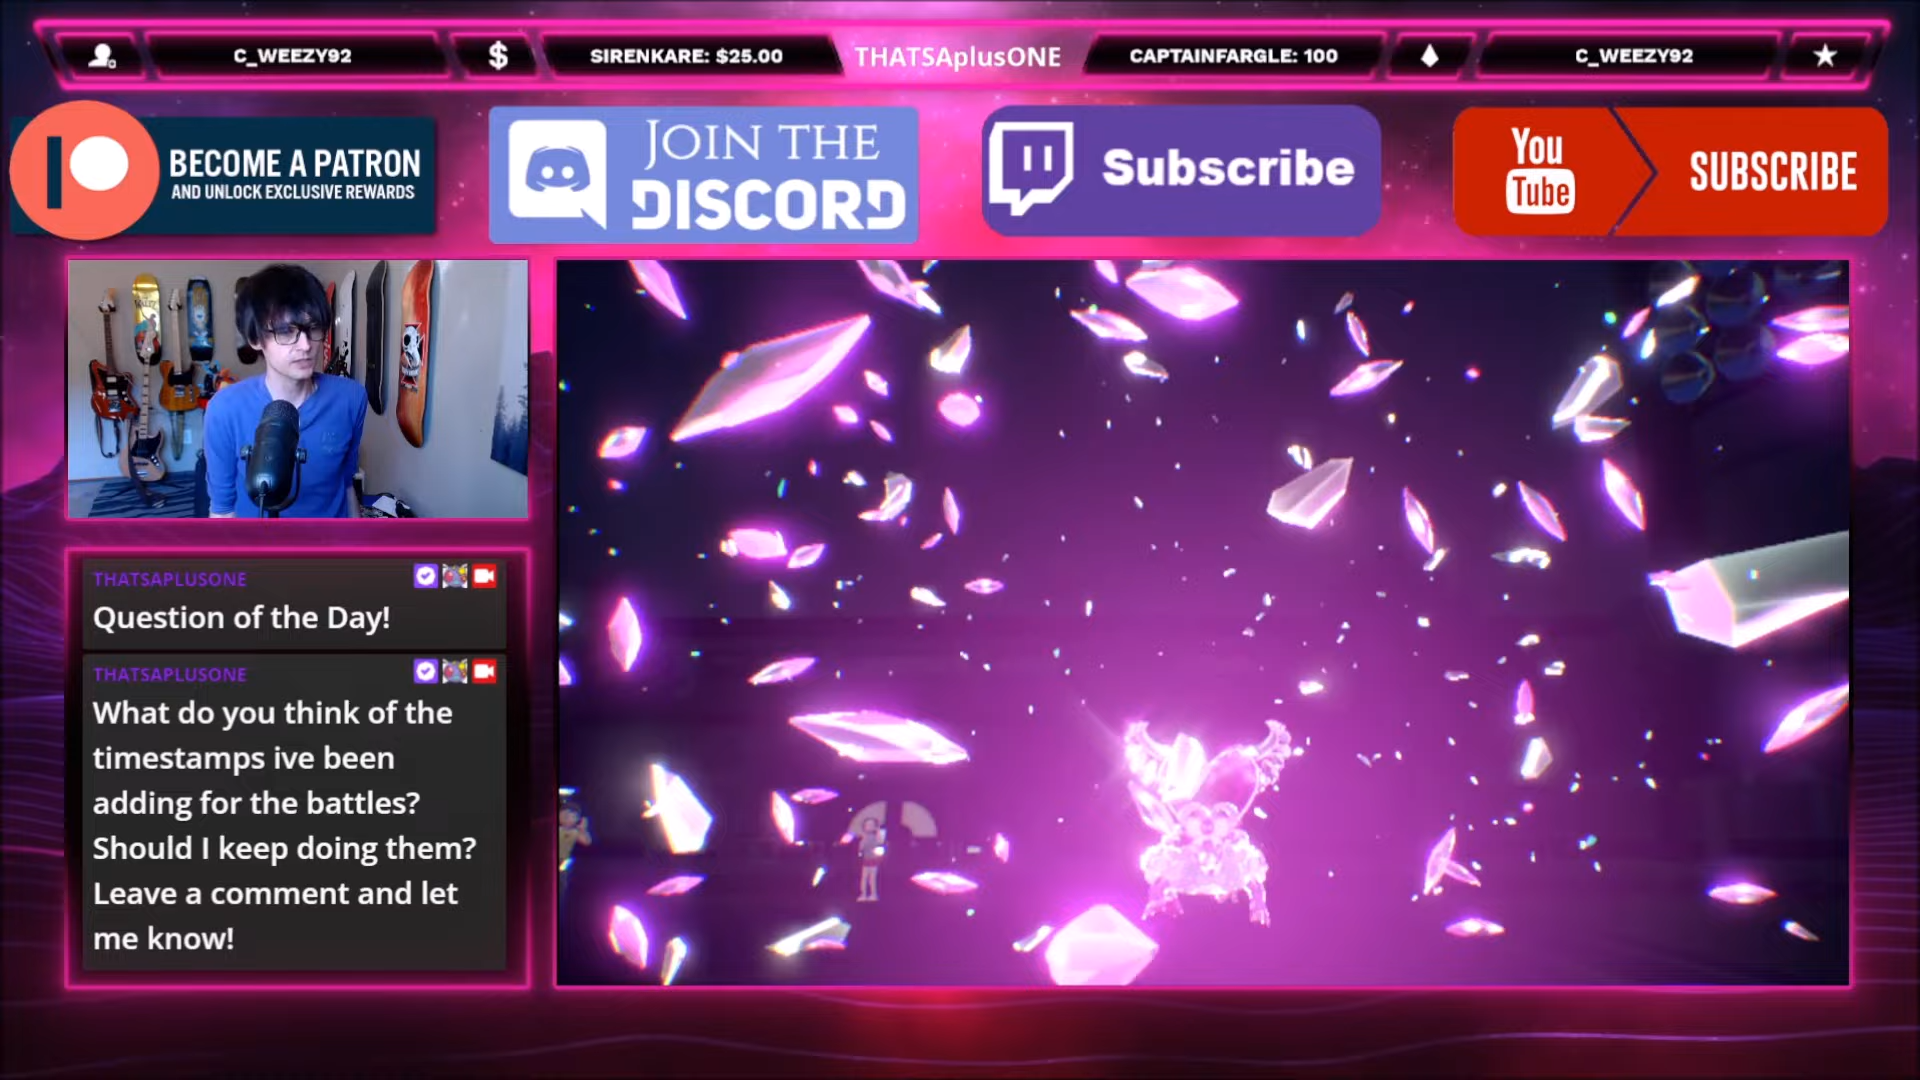 C_WEEZY92
$
SIRENKARE: $25.00
THATSAplusONE
CAPTAINFARGLE: 100
C_WEEZY92
BECOME A PATRON
AND UNLOCK EXCLUSIVE REWARDS
JOIN THE
DISCORD
Subscribe
You
Tube
SUBSCRIBE
THATSAPLUSONE
Question of the Day!
THATSAPLUSONE
What do you think of the
timestamps ive been
adding for the battles?
Should I keep doing them?
Leave a comment and let
me know!